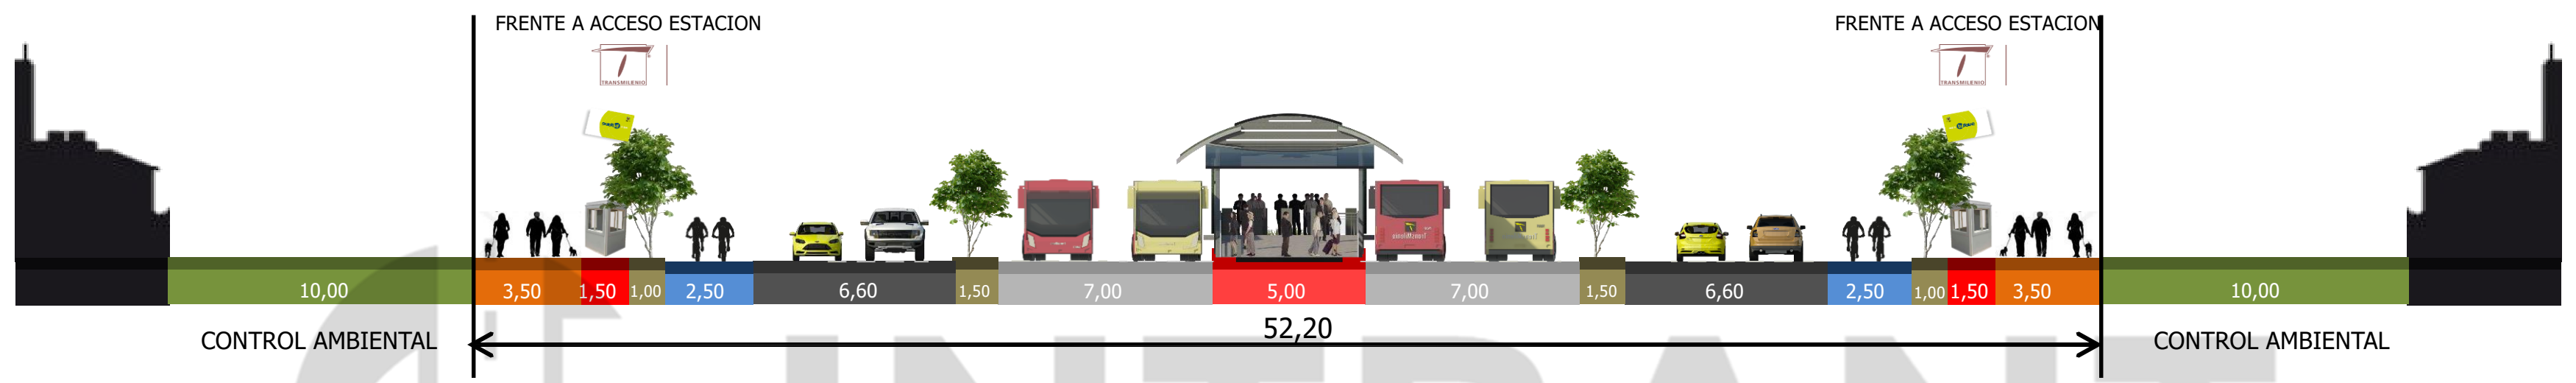 FRENTE A ACCESO ESTACION
FRENTE A ACCESO ESTACION
TRANSMILENIO
TRANSMILENIO
10,00 3,50 1,50 1,00 2,50 6,60 1,50 7,00 5,00 7,00 1,50 6,60 2,50 1,00 1,50 3,50 10,00
52,20
CONTROL AMBIENTAL
CONTROL AMBIENTAL